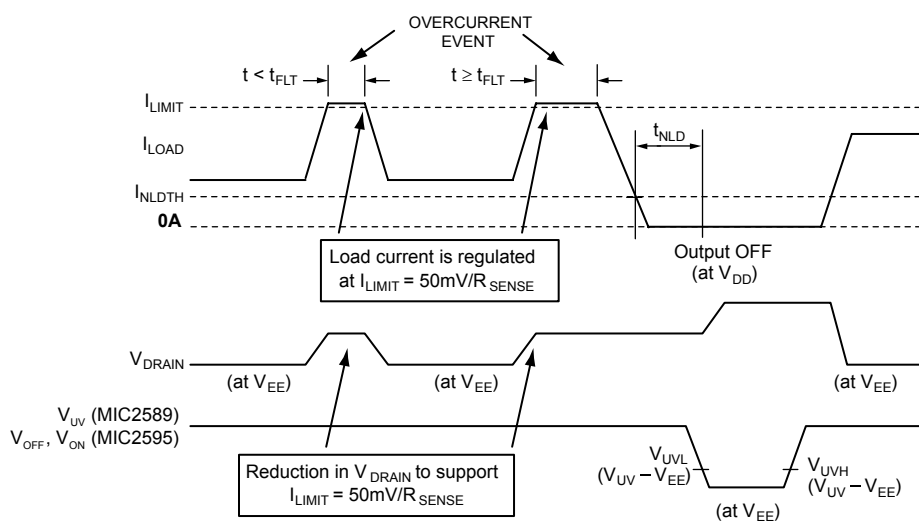 OVERCURRENT
EVENT
t < tFLT
t ≥ tFLT
ILIMIT
tNLD
ILOAD
INLDTH
0A
Output OFF
(at VDD)
Load current is regulated
at ILIMIT = 50mV/RSENSE
VDRAIN
(at VEE)
(at VEE)
(at VEE)
VUV (MIC2589)
VOFF, VON (MIC2595)
VUVL
(VUV – VEE)
VUVH
(VUV – VEE)
Reduction in VDRAIN to support
ILIMIT = 50mV/RSENSE
(at VEE)